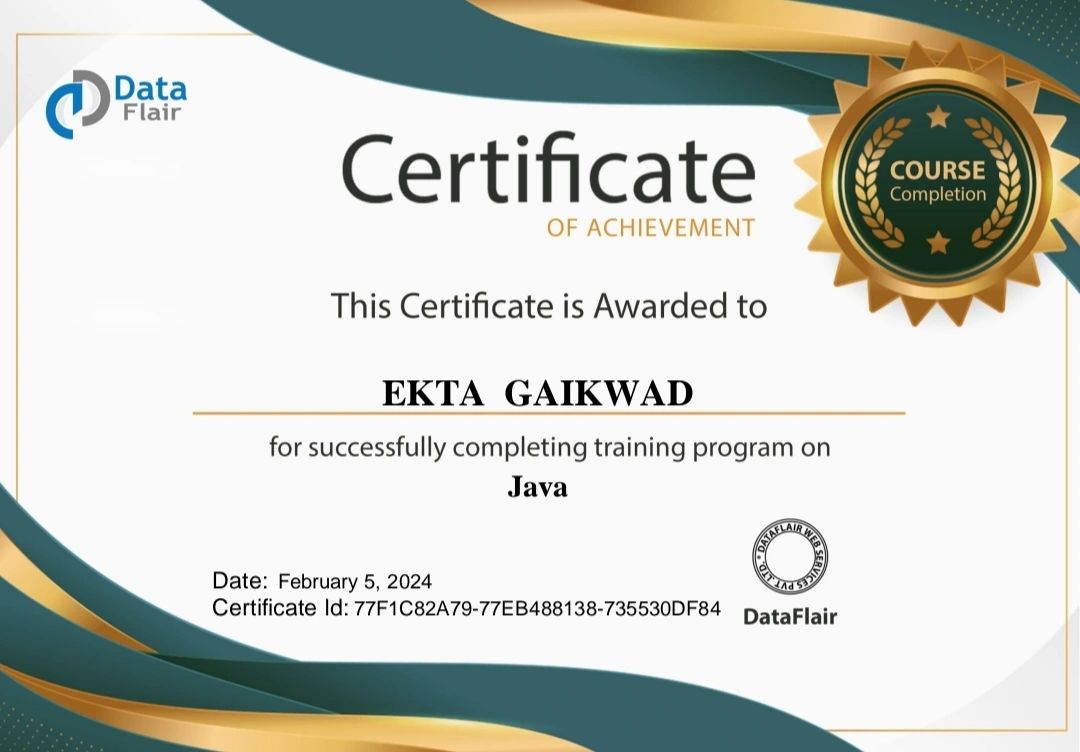 Data
Flair
Certificate
OF ACHIEVEMENT
COURSE
Completion
This Certificate is Awarded to
EKTA GAIKWAD
for successfully completing training program on
Java
DATAFLAIR WEB SERVICES PVT. LTD.
Date: February 5, 2024
Certificate Id: 77F1C82A79-77EB488138-735530DF84
DataFlair